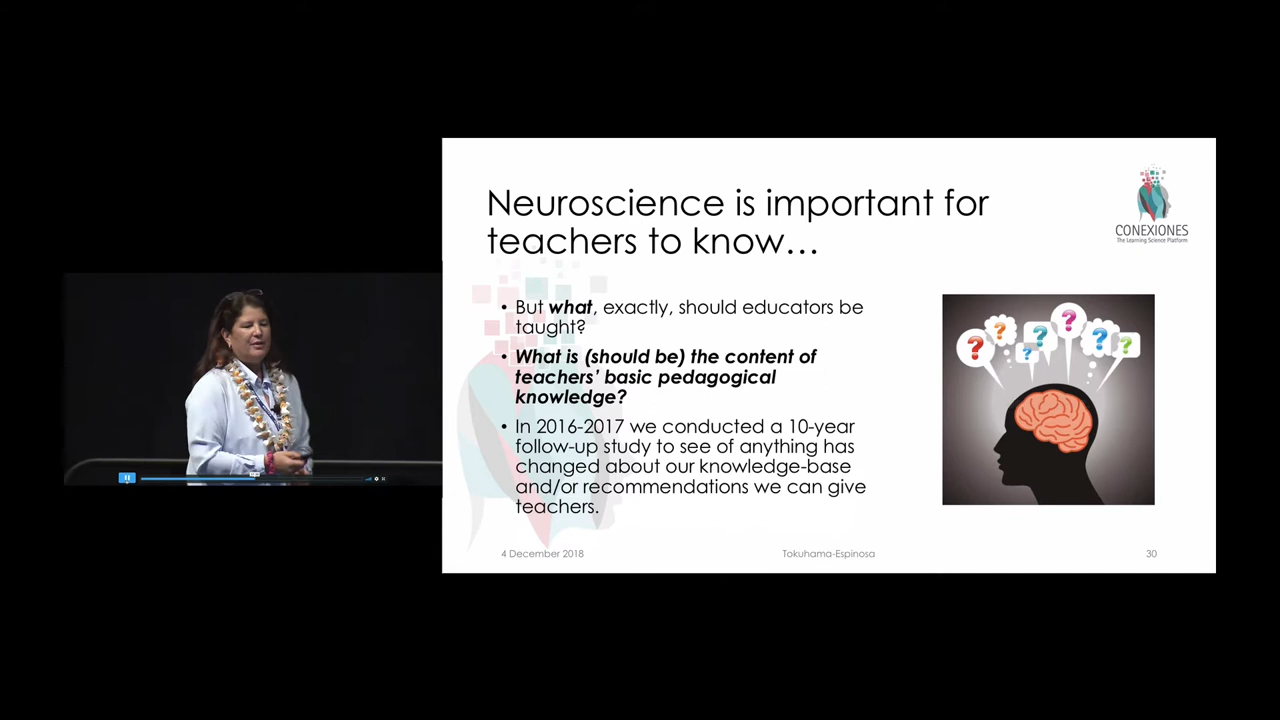 Neuroscience is important for
teachers to know…
CONEXIONES
The Learning Science Platform
• But what, exactly, should educators be
taught?
• What is (should be) the content of
teachers' basic pedagogical
knowledge?
• In 2016-2017 we conducted a 10-year
follow-up study to see of anything has
changed about our knowledge-base
and/or recommendations we can give
teachers.
? ? ? ? ? ? ?
4 December 2018
Tokuhama-Espinosa
30